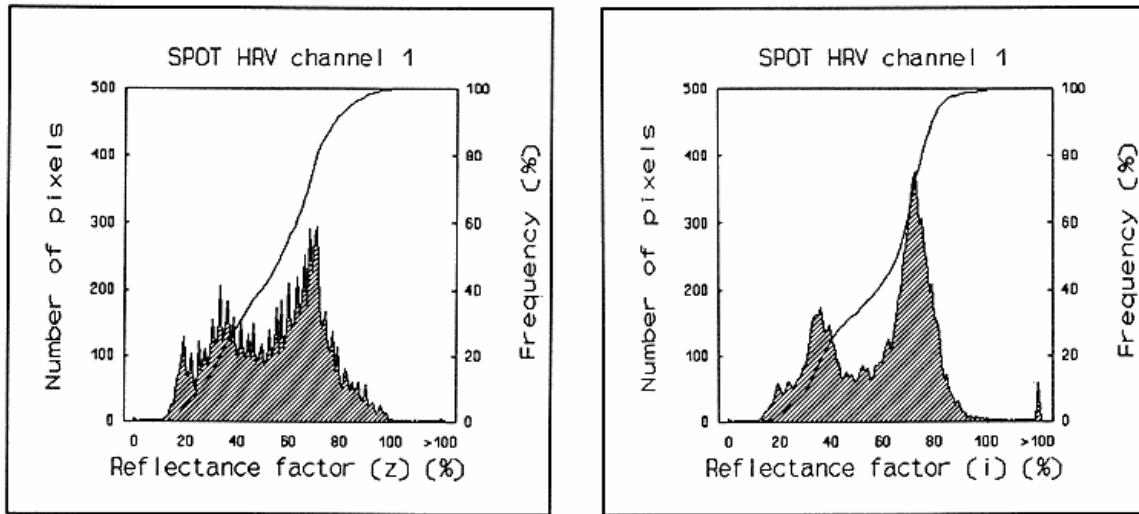 SPOT HRV channel 1
500
400
300
200
100
0
Number of pixels
100
80
60
40
20
0
Frequency (%)
0 20 40 60 80 100 >100
Reflectance factor (z) (%)
SPOT HRV channel 1
500
400
300
200
100
0
Number of pixels
100
80
60
40
20
0
Frequency (%)
0 20 40 60 80 100 >100
Reflectance factor (i) (%)